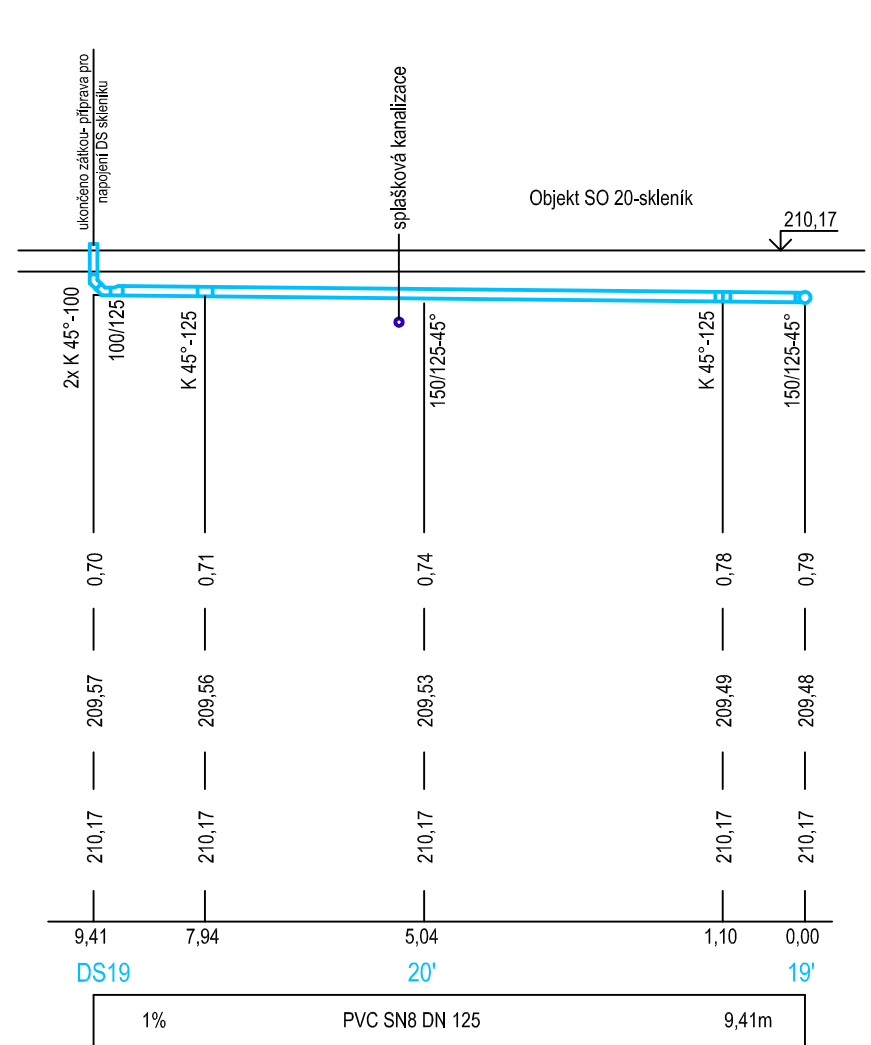 ukončeno zátkou- příprava pro
napojení DS skleníku
splašková kanalizace
Objekt SO 20-skleník
210,17
2x K 45°-100
100/125
K 45°-125
150/125-45°
K 45°-125
150/125-45°
0,70 0,71 0,74 0,78 0,79
209,57 209,56 209,53 209,49 209,48
210,17 210,17 210,17 210,17 210,17
9,41 7,94 5,04 1,10 0,00
DS19 20' 19'
1% PVC SN8 DN 125 9,41m